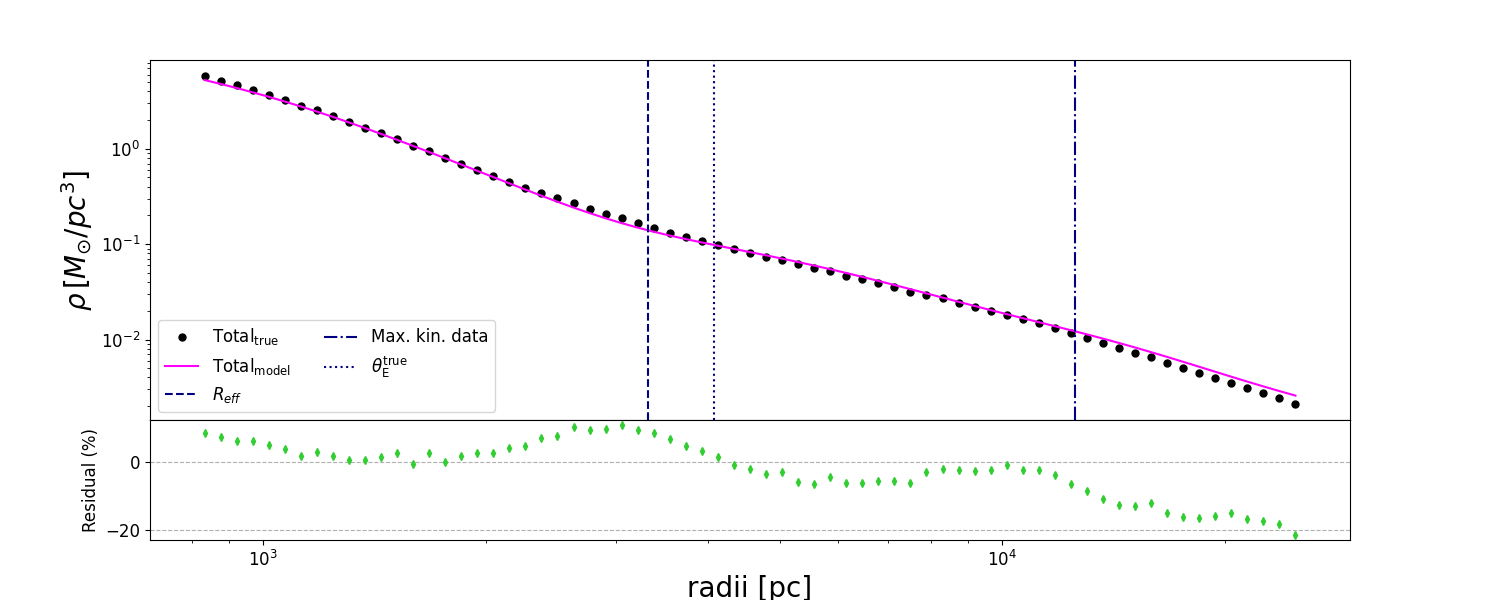 10⁰
10⁻¹
10⁻²
ρ [M⊙/pc³]
Total_true
Total_model
R_eff
Max. kin. data
θ_E^true
0
−20
Residual (%)
10³
10⁴
radii [pc]